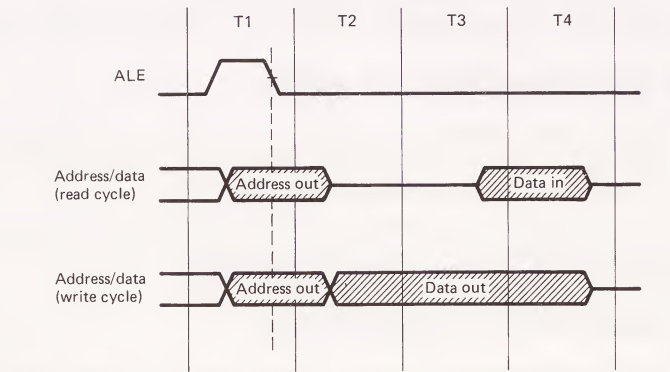 T1 T2 T3 T4
ALE
Address/data
(read cycle)
Address out
Data in
Address/data
(write cycle)
Address out
Data out